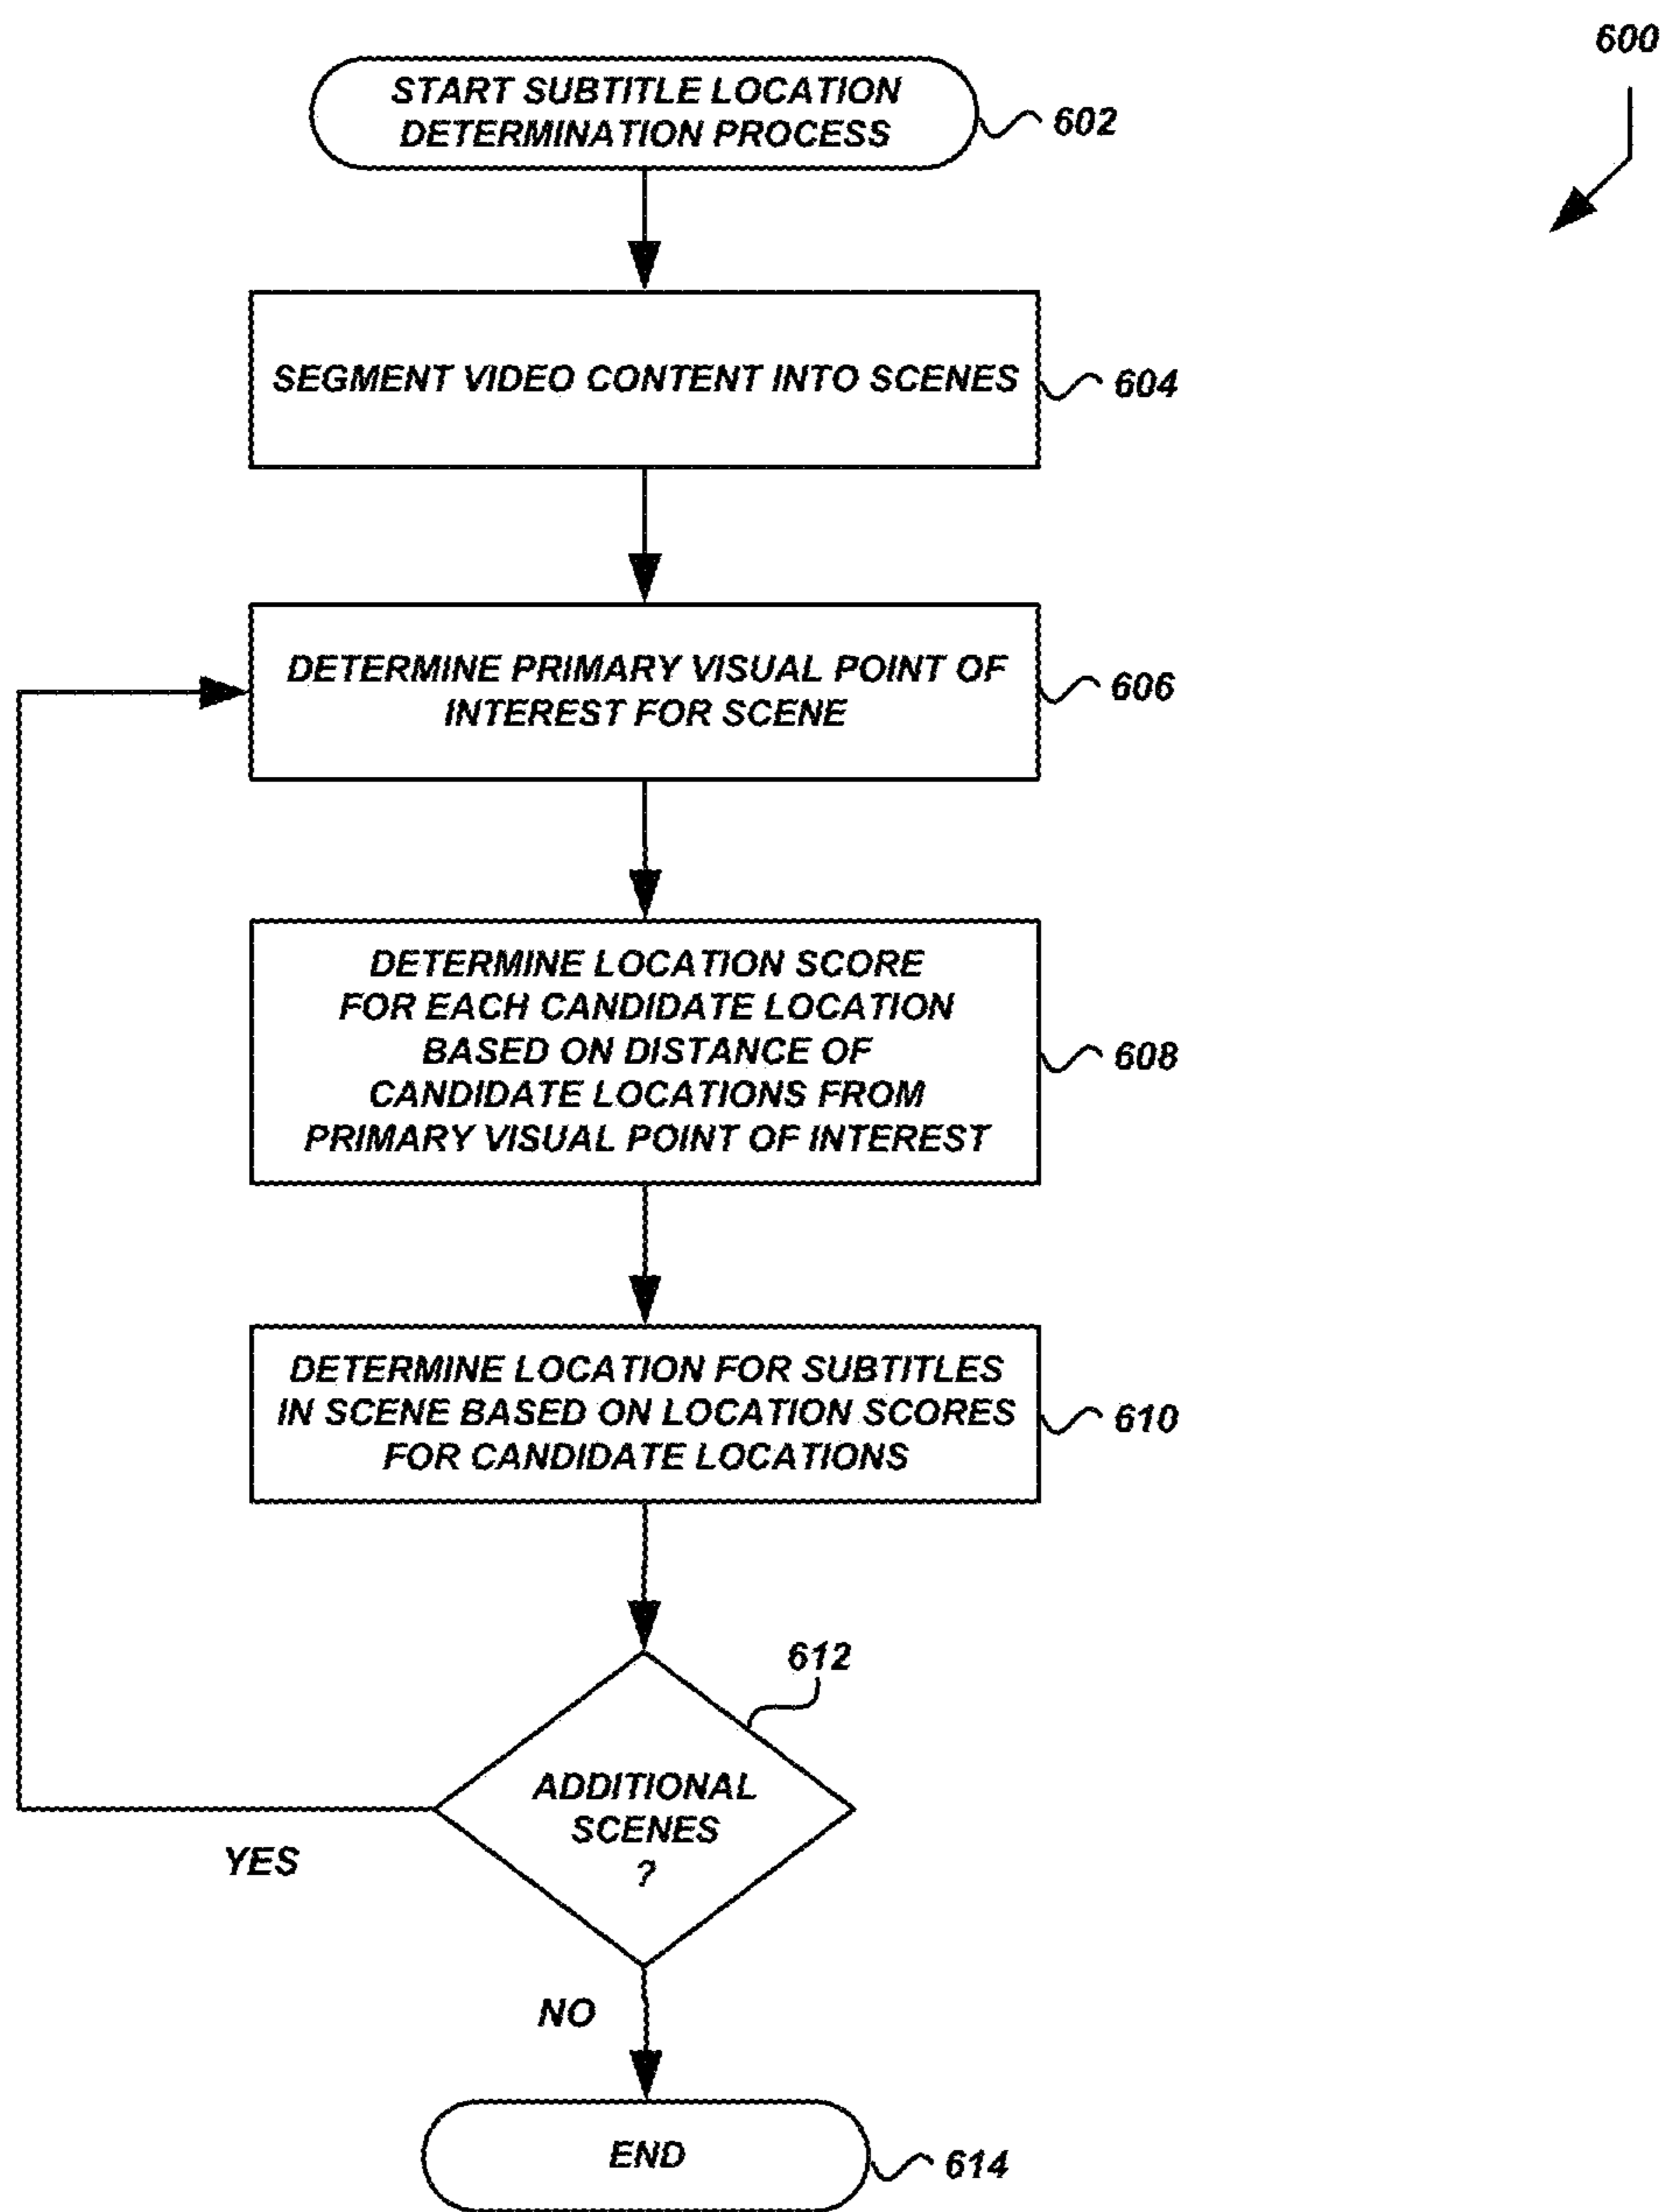 600
START SUBTITLE LOCATION
DETERMINATION PROCESS
602
SEGMENT VIDEO CONTENT INTO SCENES
604
DETERMINE PRIMARY VISUAL POINT OF
INTEREST FOR SCENE
606
DETERMINE LOCATION SCORE
FOR EACH CANDIDATE LOCATION
BASED ON DISTANCE OF
CANDIDATE LOCATIONS FROM
PRIMARY VISUAL POINT OF INTEREST
608
DETERMINE LOCATION FOR SUBTITLES
IN SCENE BASED ON LOCATION SCORES
FOR CANDIDATE LOCATIONS
610
612
ADDITIONAL
SCENES
?
YES
NO
END
614